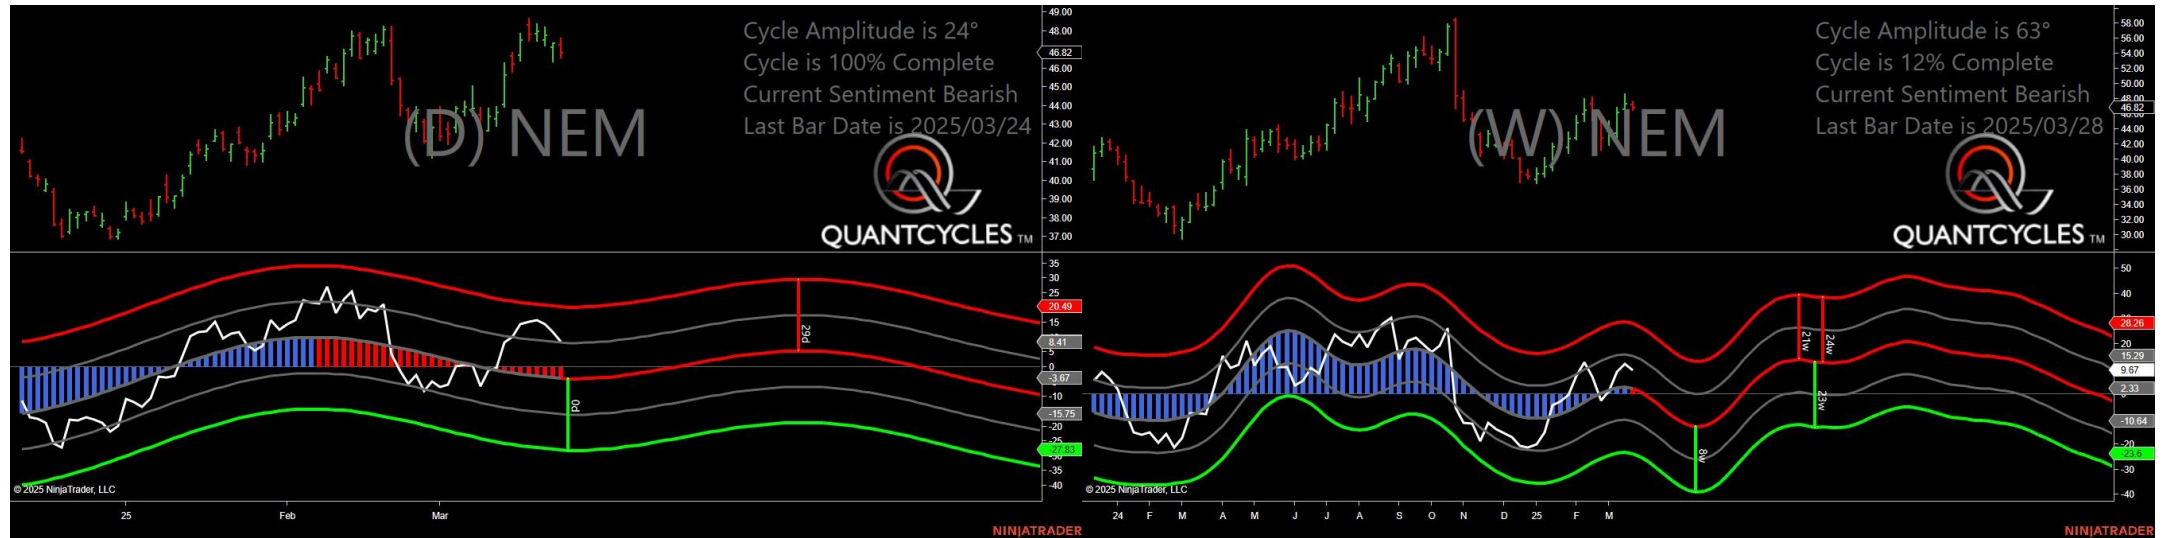 Cycle Amplitude is 24°
Cycle is 100% Complete
Current Sentiment Bearish
Last Bar Date is 2025/03/24
(D) NEM
QUANTCYCLES TM
49.00
48.00
46.82
46.00
45.00
44.00
43.00
42.00
41.00
40.00
39.00
38.00
37.00
35
30
25
20.49
15
8.41
5
0
-3.67
-10
-15.75
-20
-25
-27.83
-30
-35
-40
29d
0d
© 2025 NinjaTrader, LLC
25 Feb Mar
NINJATRADER
Cycle Amplitude is 63°
Cycle is 12% Complete
Current Sentiment Bearish
Last Bar Date is 2025/03/28
(W) NEM
QUANTCYCLES TM
58.00
56.00
54.00
52.00
50.00
48.00
46.82
46.00
44.00
42.00
40.00
38.00
36.00
34.00
32.00
30.00
50
40
28.26
20
15.29
9.67
2.33
0
-10.64
-20
-23.6
-30
-40
21w
24w
23w
8w
© 2025 NinjaTrader, LLC
24 F M A M J J A S O N D 25 F M
NINJATRADER